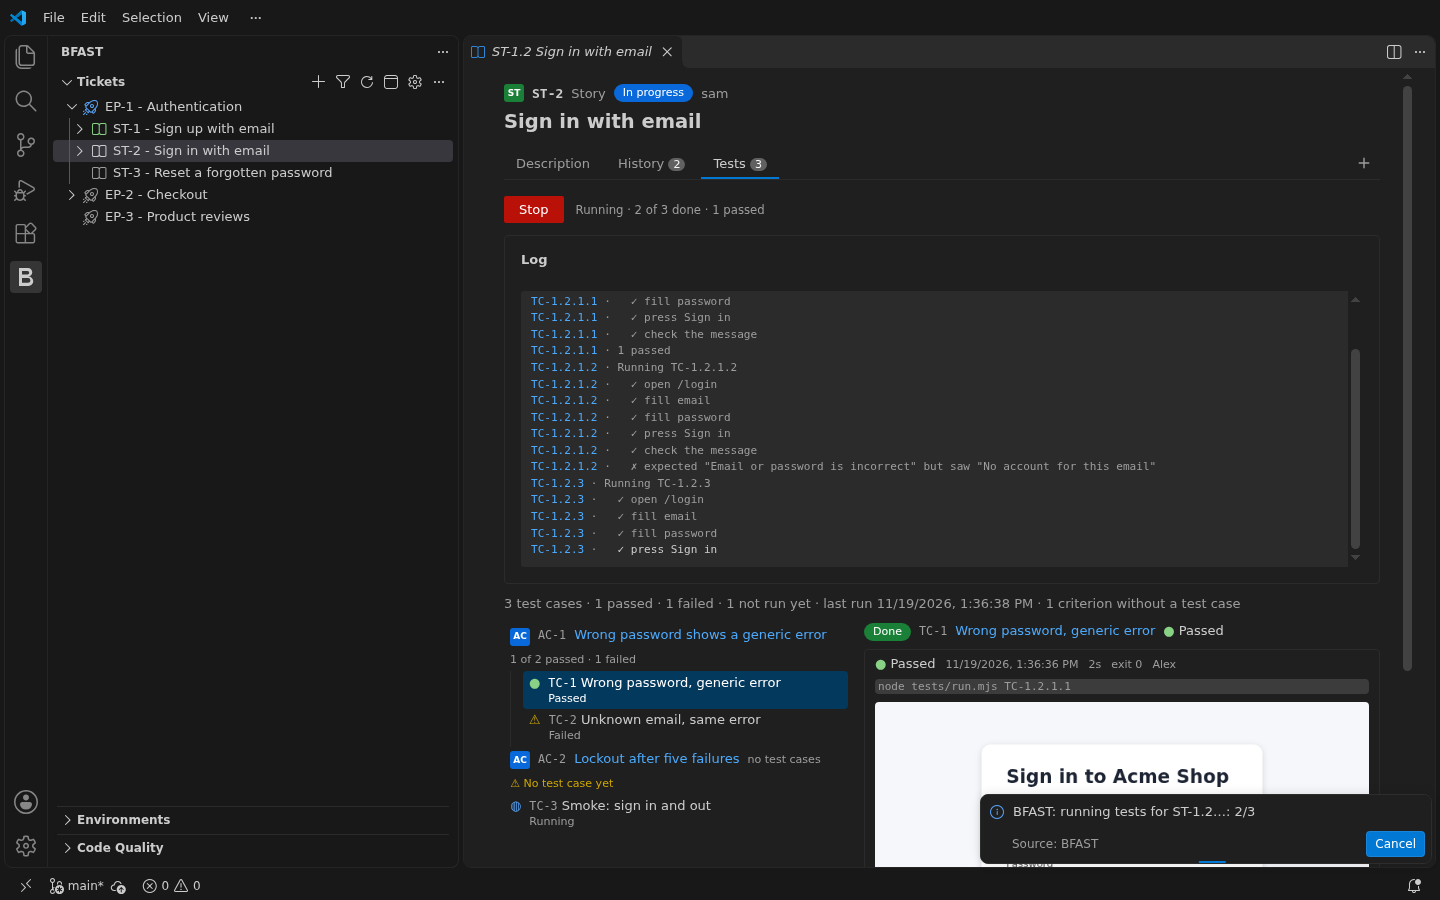 File Edit Selection View ···
BFAST
Tickets
EP-1 - Authentication
ST-1 - Sign up with email
ST-2 - Sign in with email
ST-3 - Reset a forgotten password
EP-2 - Checkout
EP-3 - Product reviews
B
Environments
Code Quality
ST-1.2 Sign in with email
ST ST-2 Story In progress sam
Sign in with email
Description History 2 Tests 3
Stop Running · 2 of 3 done · 1 passed
Log
TC-1.2.1.1 · ✓ fill password
TC-1.2.1.1 · ✓ press Sign in
TC-1.2.1.1 · ✓ check the message
TC-1.2.1.1 · 1 passed
TC-1.2.1.2 · Running TC-1.2.1.2
TC-1.2.1.2 · ✓ open /login
TC-1.2.1.2 · ✓ fill email
TC-1.2.1.2 · ✓ fill password
TC-1.2.1.2 · ✓ press Sign in
TC-1.2.1.2 · ✓ check the message
TC-1.2.1.2 · ✗ expected "Email or password is incorrect" but saw "No account for this email"
TC-1.2.3 · Running TC-1.2.3
TC-1.2.3 · ✓ open /login
TC-1.2.3 · ✓ fill email
TC-1.2.3 · ✓ fill password
TC-1.2.3 · ✓ press Sign in
3 test cases · 1 passed · 1 failed · 1 not run yet · last run 11/19/2026, 1:36:38 PM · 1 criterion without a test case
AC AC-1 Wrong password shows a generic error
1 of 2 passed · 1 failed
TC-1 Wrong password, generic error
Passed
TC-2 Unknown email, same error
Failed
AC AC-2 Lockout after five failures no test cases
No test case yet
TC-3 Smoke: sign in and out
Running
Done TC-1 Wrong password, generic error Passed
Passed 11/19/2026, 1:36:36 PM 2s exit 0 Alex
node tests/run.mjs TC-1.2.1.1
Sign in to Acme Shop
BFAST: running tests for ST-1.2...: 2/3
Source: BFAST Cancel
main* 0 0